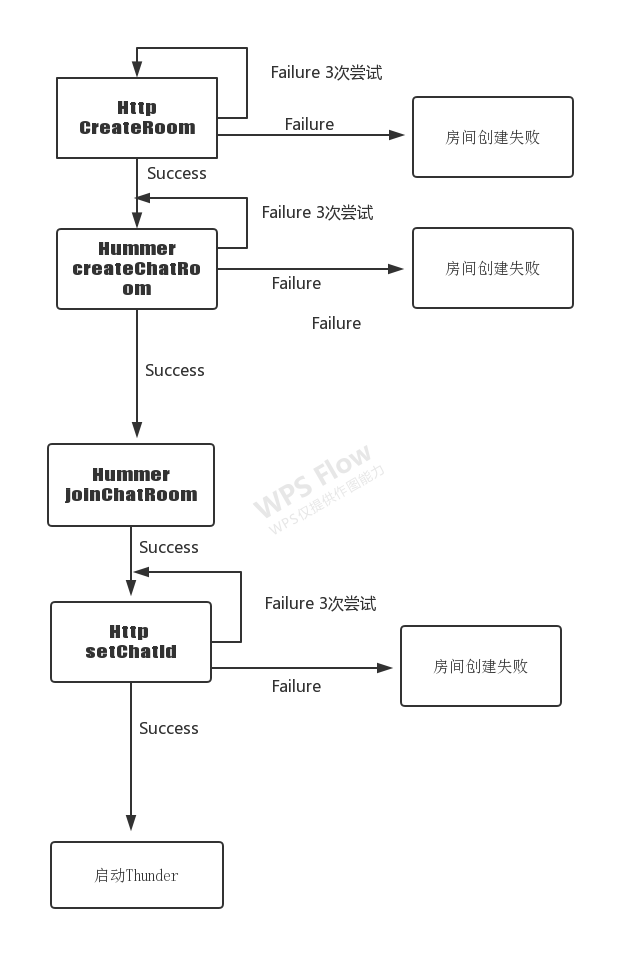 Failure 3次尝试
Http
CreateRoom
Failure
房间创建失败
Success
Failure 3次尝试
Hummer
createChatRo
om
房间创建失败
Failure
Failure
Success
WPS Flow
WPS仅提供作图能力
Hummer
joinChatRoom
Success
Failure 3次尝试
Http
setChatId
房间创建失败
Failure
Success
启动Thunder